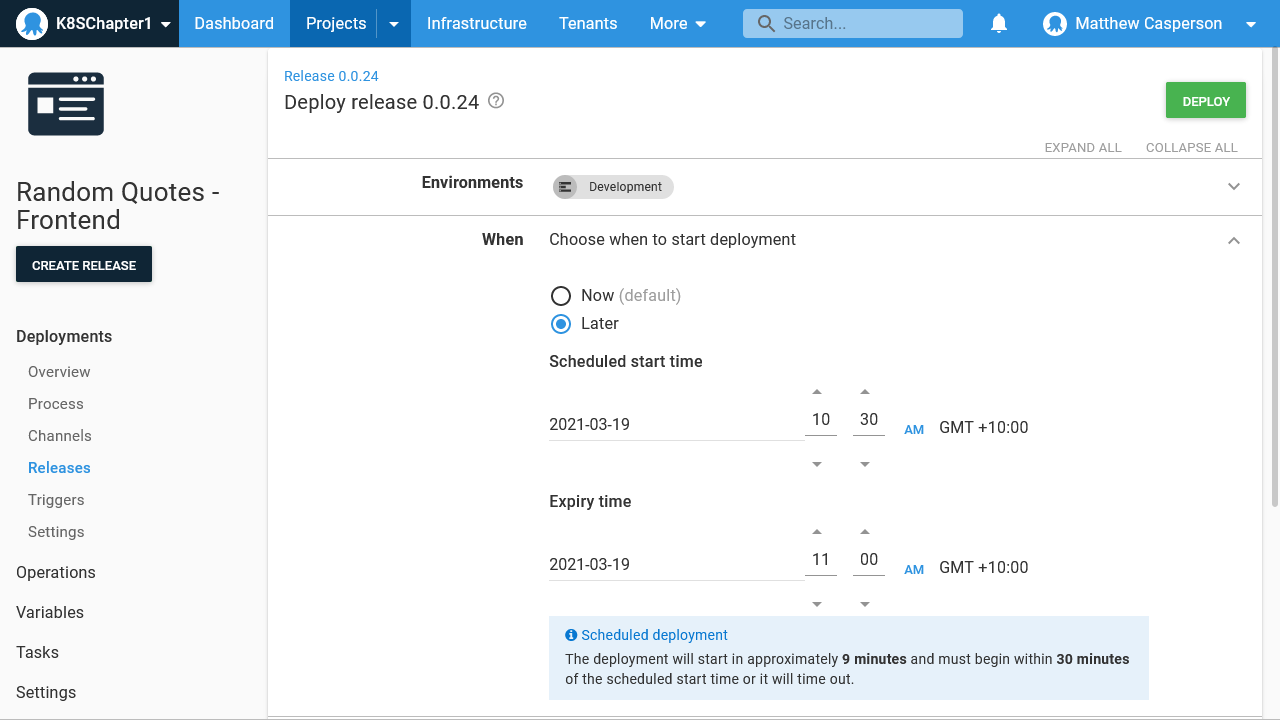 K8SChapter1
Dashboard
Projects
Infrastructure
Tenants
More
Search...
Matthew Casperson
Random Quotes -
Frontend
CREATE RELEASE
Deployments
Overview
Process
Channels
Releases
Triggers
Settings
Operations
Variables
Tasks
Settings
Release 0.0.24
Deploy release 0.0.24 ?
DEPLOY
EXPAND ALL COLLAPSE ALL
Environments Development
When Choose when to start deployment
Now (default)
Later
Scheduled start time
2021-03-19 10 30 AM GMT +10:00
Expiry time
2021-03-19 11 00 AM GMT +10:00
Scheduled deployment
The deployment will start in approximately 9 minutes and must begin within 30 minutes
of the scheduled start time or it will time out.